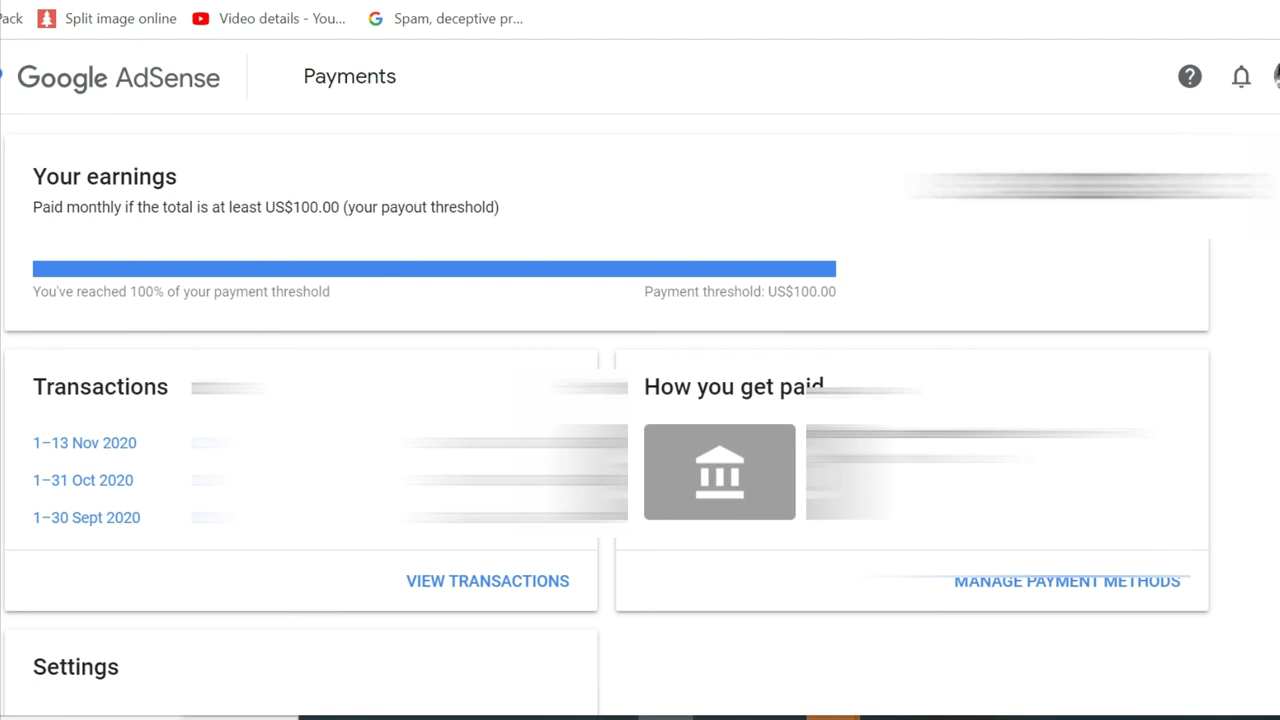 Pack Split image online Video details - You... Spam, deceptive pr...
Google AdSense Payments
Your earnings
Paid monthly if the total is at least US$100.00 (your payout threshold)
You've reached 100% of your payment threshold Payment threshold: US$100.00
Transactions
1–13 Nov 2020
1–31 Oct 2020
1–30 Sept 2020
VIEW TRANSACTIONS
How you get paid
MANAGE PAYMENT METHODS
Settings